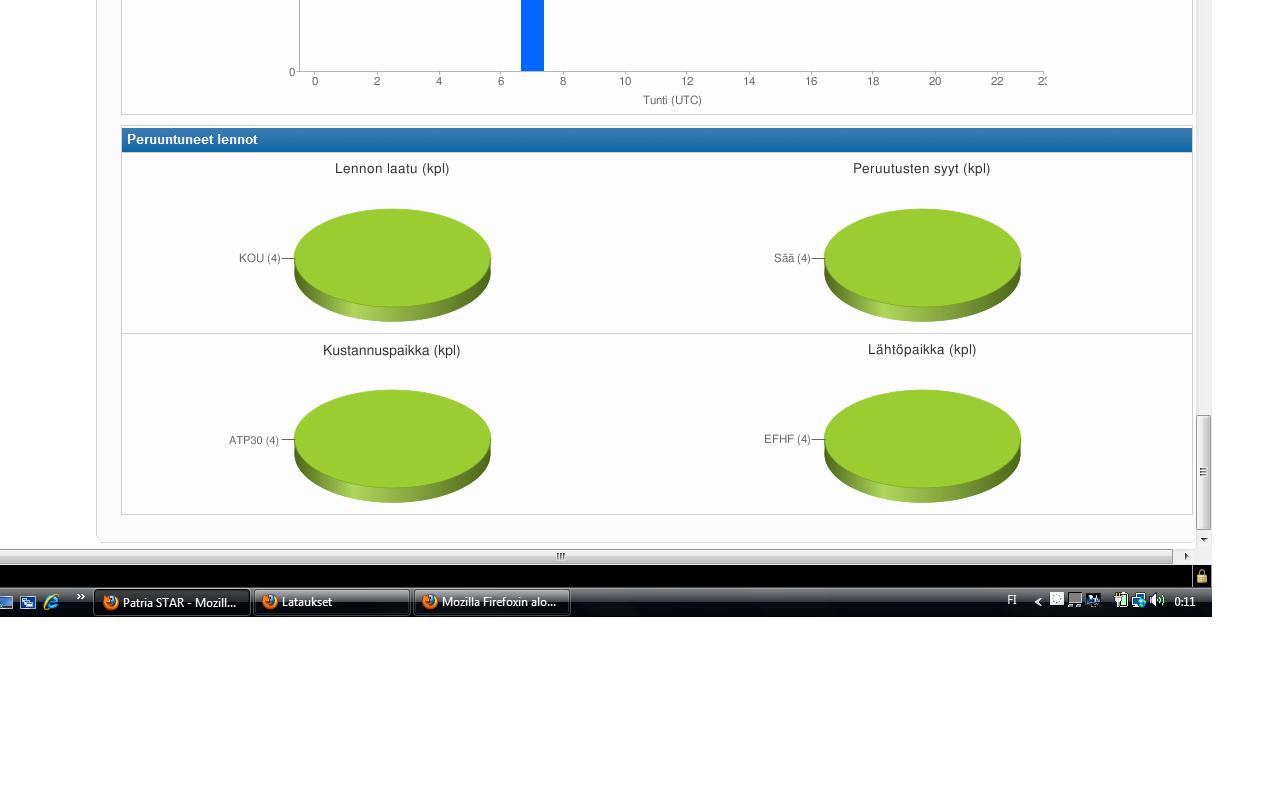 0
0 2 4 6 8 10 12 14 16 18 20 22
Tunti (UTC)
Peruuntuneet lennot
Lennon laatu (kpl) Peruutusten syyt (kpl)
KOU (4) Sää (4)
Kustannuspaikka (kpl) Lähtöpaikka (kpl)
ATP30 (4) EFHF (4)
» Patria STAR - Mozill... Lataukset Mozilla Firefoxin alo... FI < 0:11